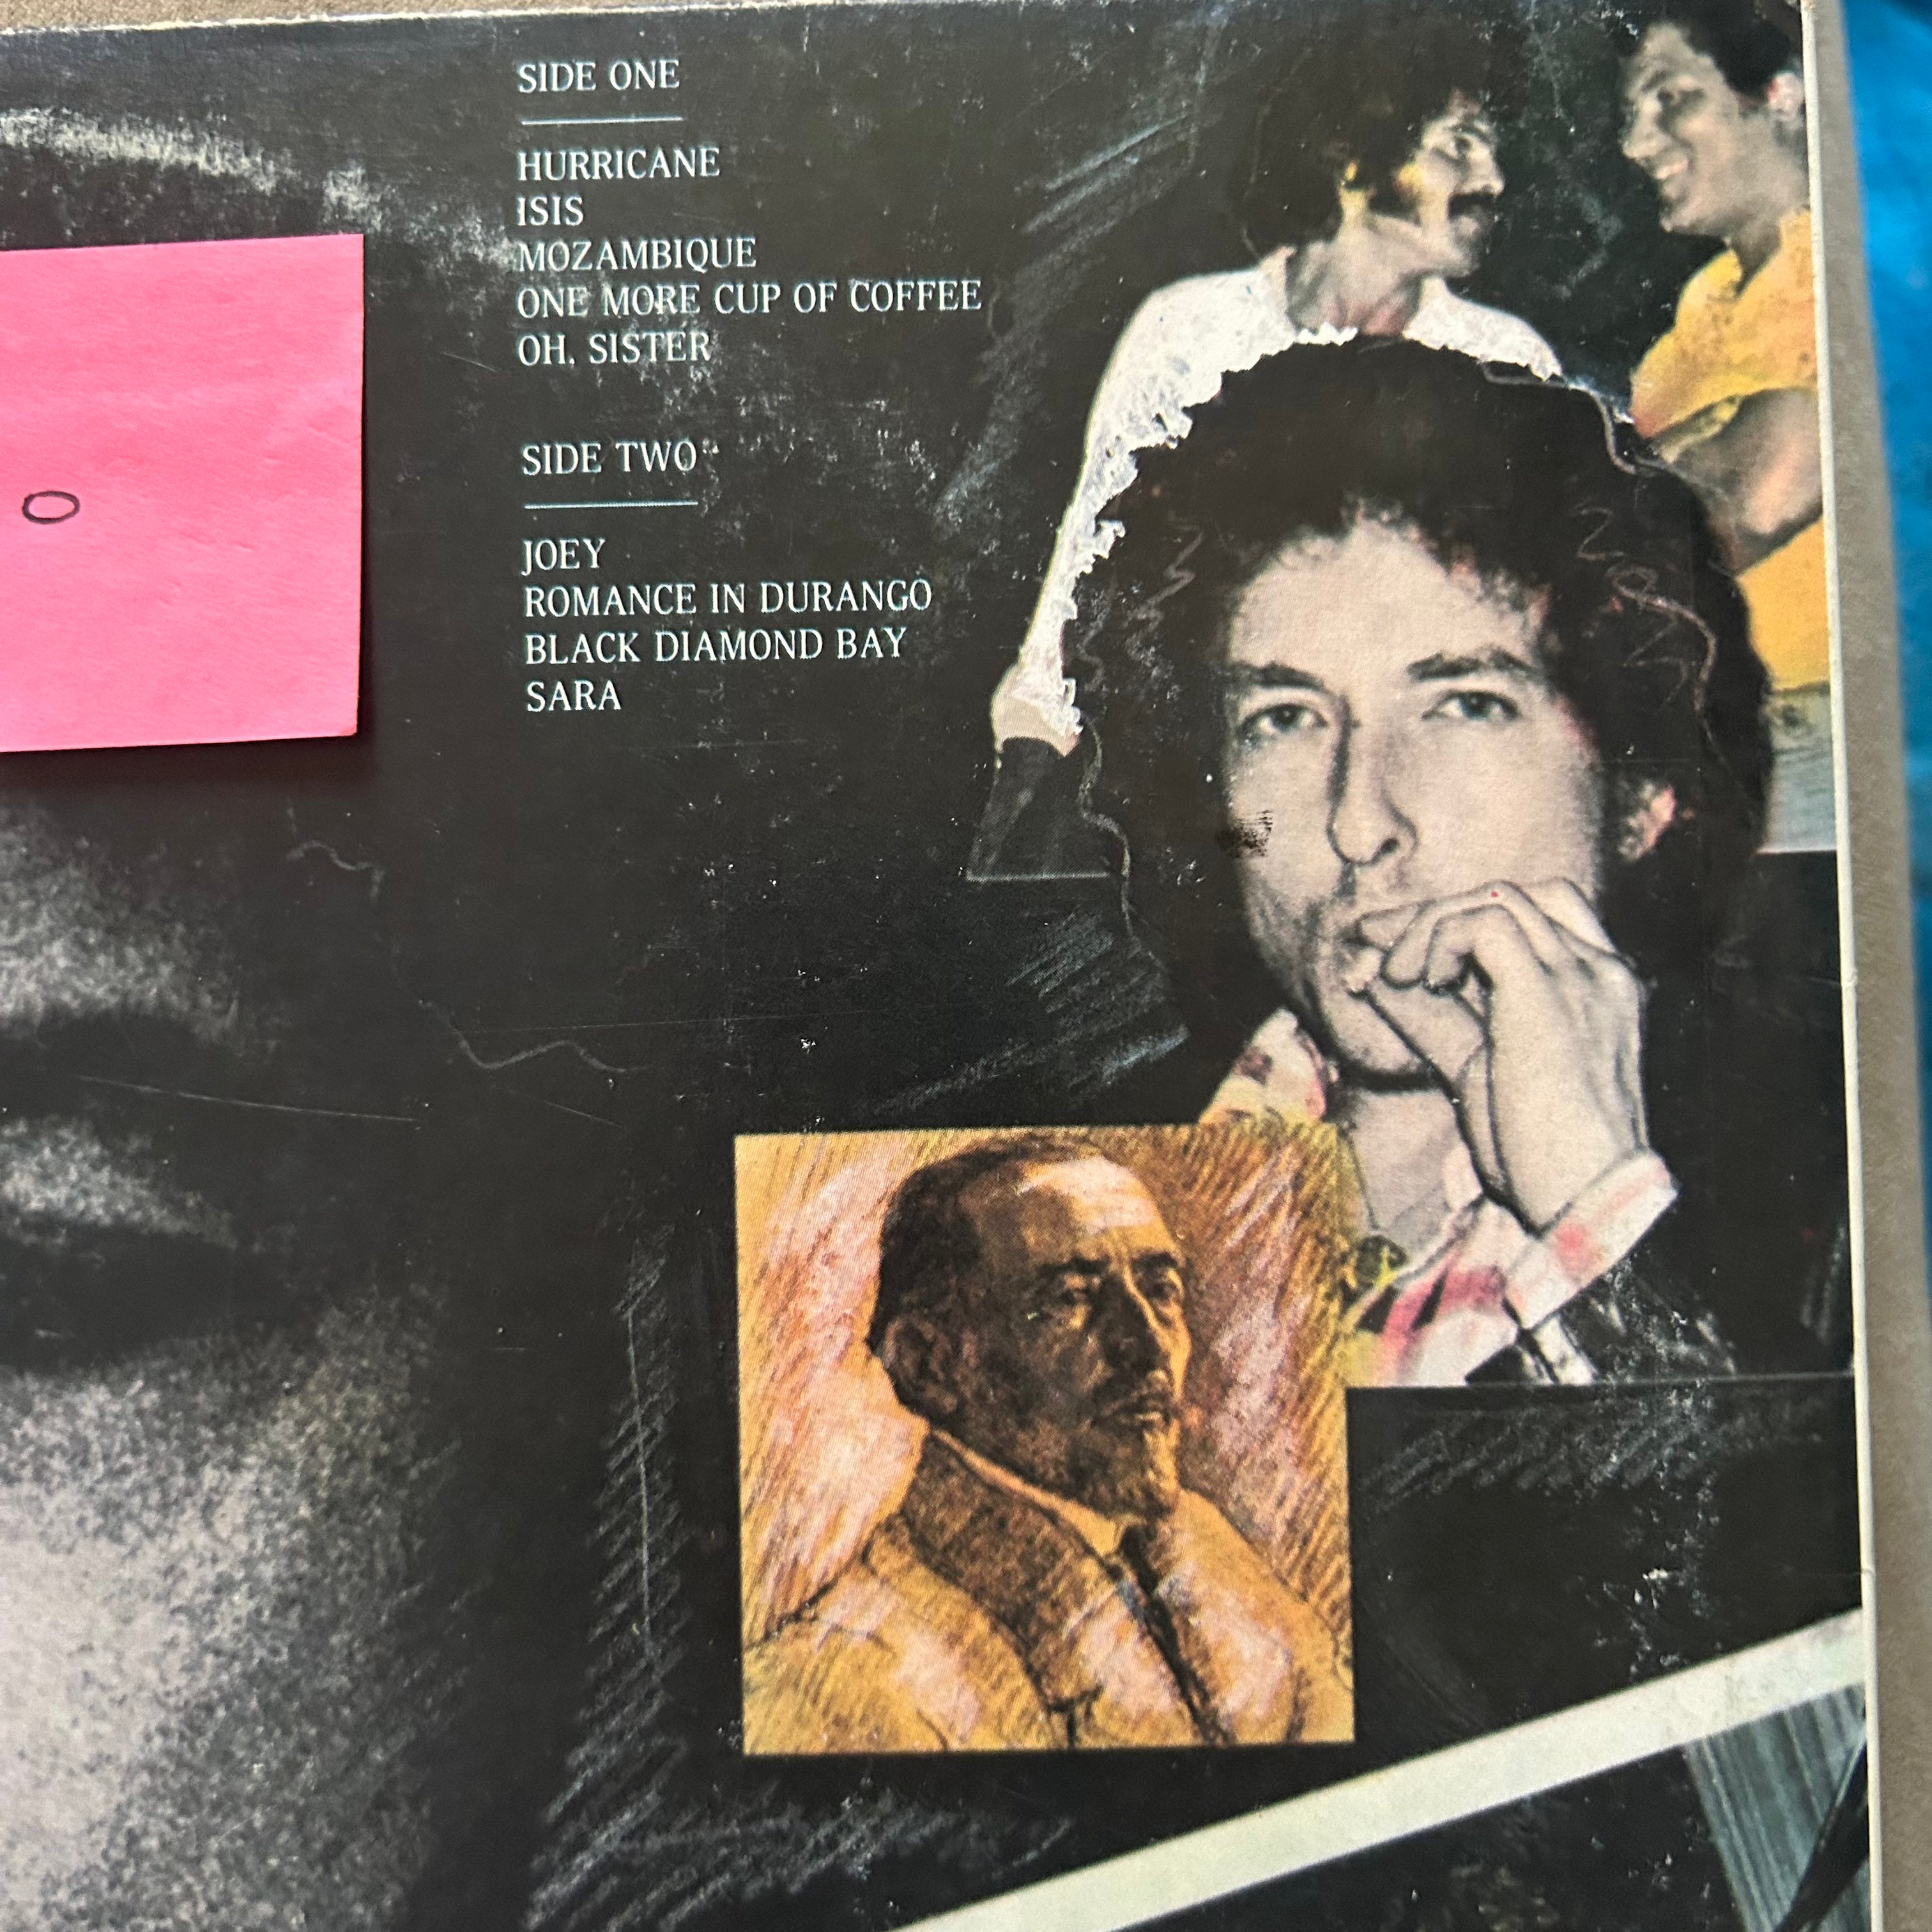 SIDE ONE
HURRICANE
ISIS
MOZAMBIQUE
ONE MORE CUP OF COFFEE
OH, SISTER
SIDE TWO
JOEY
ROMANCE IN DURANGO
BLACK DIAMOND BAY
SARA